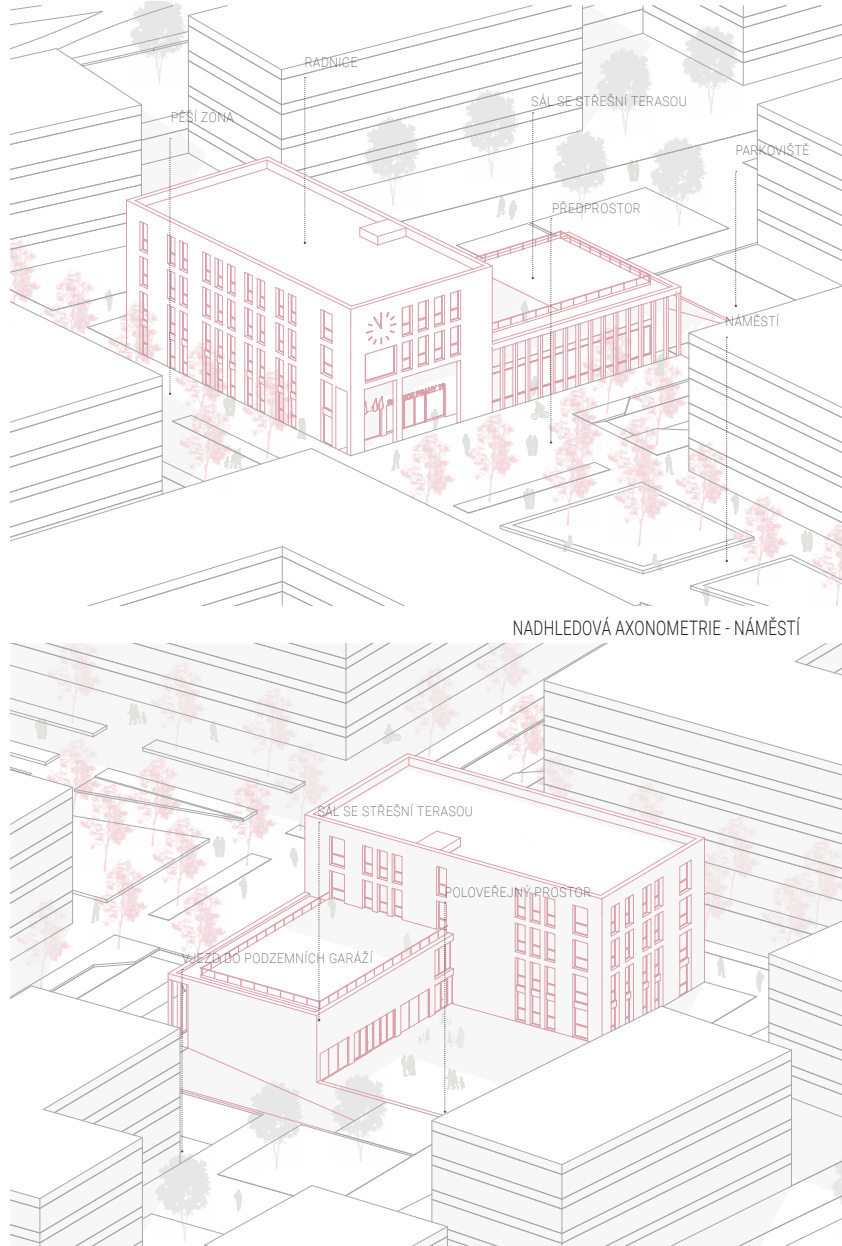 RADNICE
SÁL SE STŘEŠNÍ TERASOU
PĚŠÍ ZÓNA
PARKOVIŠTĚ
PŘEDPROSTOR
NÁMĚSTÍ
NADHLEDOVÁ AXONOMETRIE - NÁMĚSTÍ
SÁL SE STŘEŠNÍ TERASOU
POLOVEŘEJNÝ PROSTOR
VJEZD DO PODZEMNÍCH GARÁŽÍ